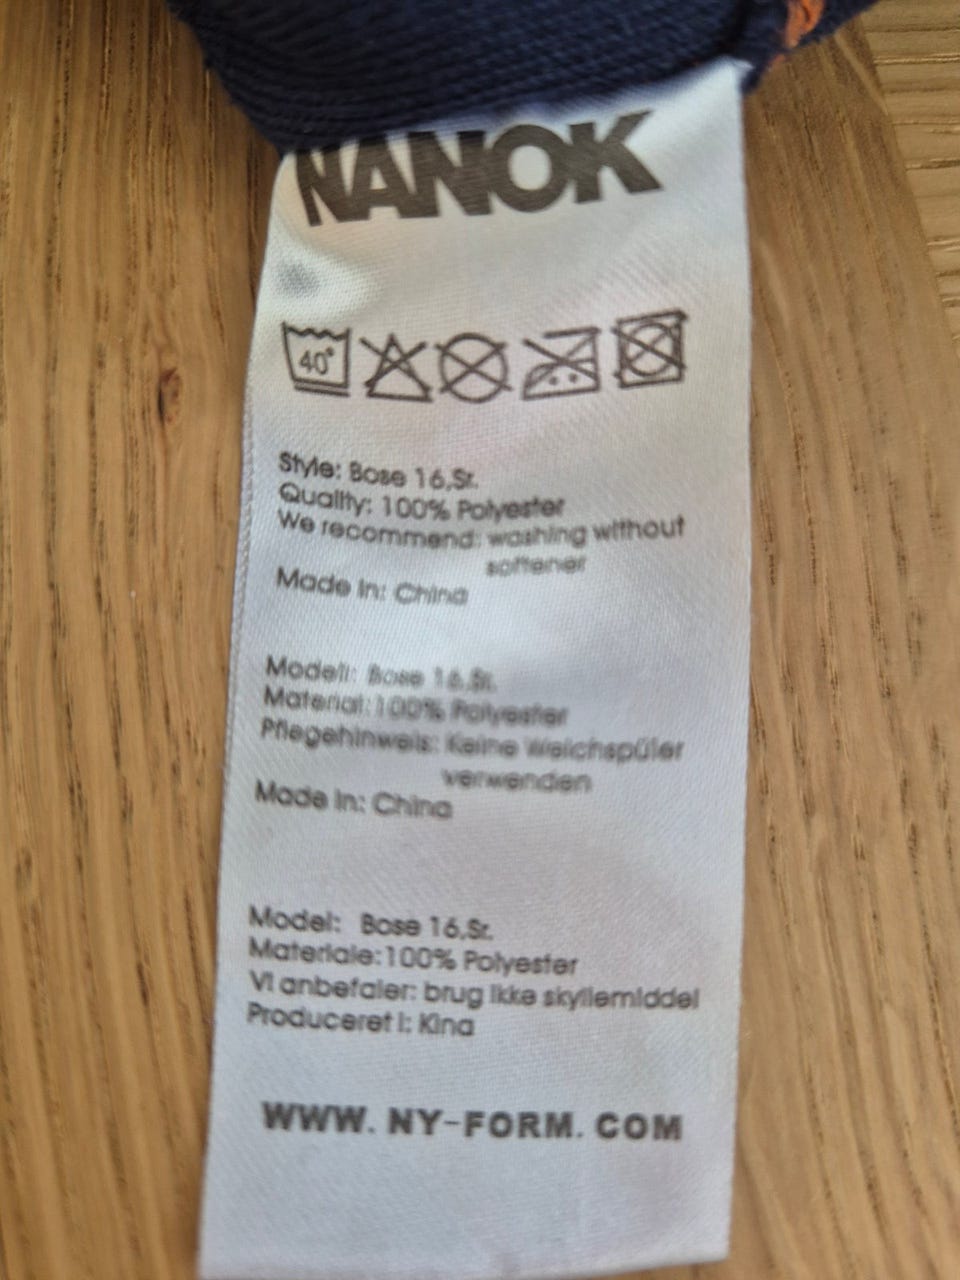 NANOK
40°
Style: Bose 16,Sr.
Quality: 100% Polyester
We recommend: washing without
softener
Made in: China
Modell: Bose 16,Sr.
Material: 100% Polyester
Pflegehinweis: Keine Weichspüler
verwenden
Made in: China
Model: Bose 16,Sr.
Materiale: 100% Polyester
Vi anbefaler: brug ikke skyllemiddel
Produceret i: Kina
WWW. NY-FORM. COM